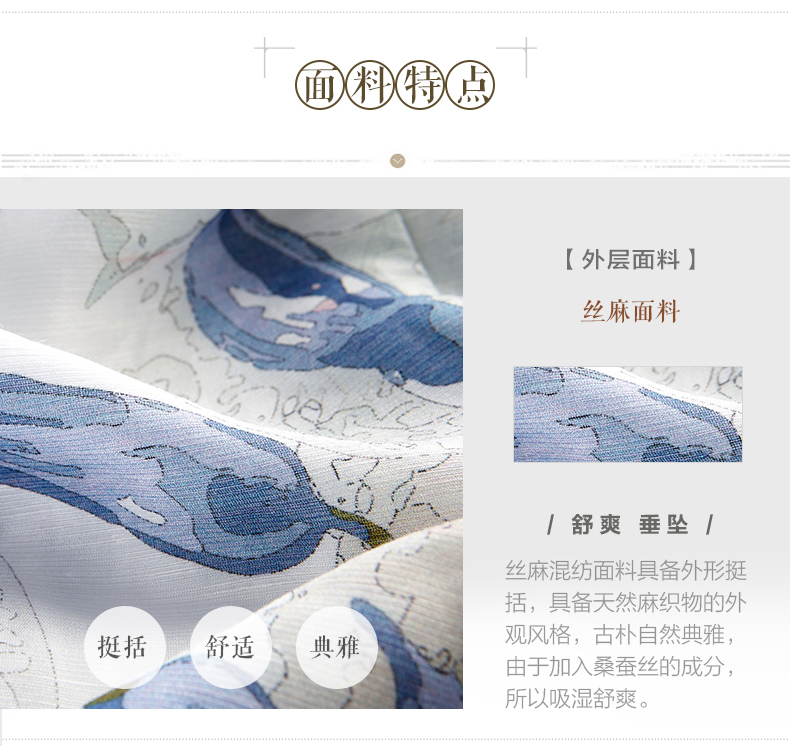 面料特点
【外层面料】
丝麻面料
/ 舒爽 垂坠 /
丝麻混纺面料具备外形挺
括，具备天然麻织物的外
观风格，古朴自然典雅，
由于加入桑蚕丝的成分，
所以吸湿舒爽。
挺括 舒适 典雅